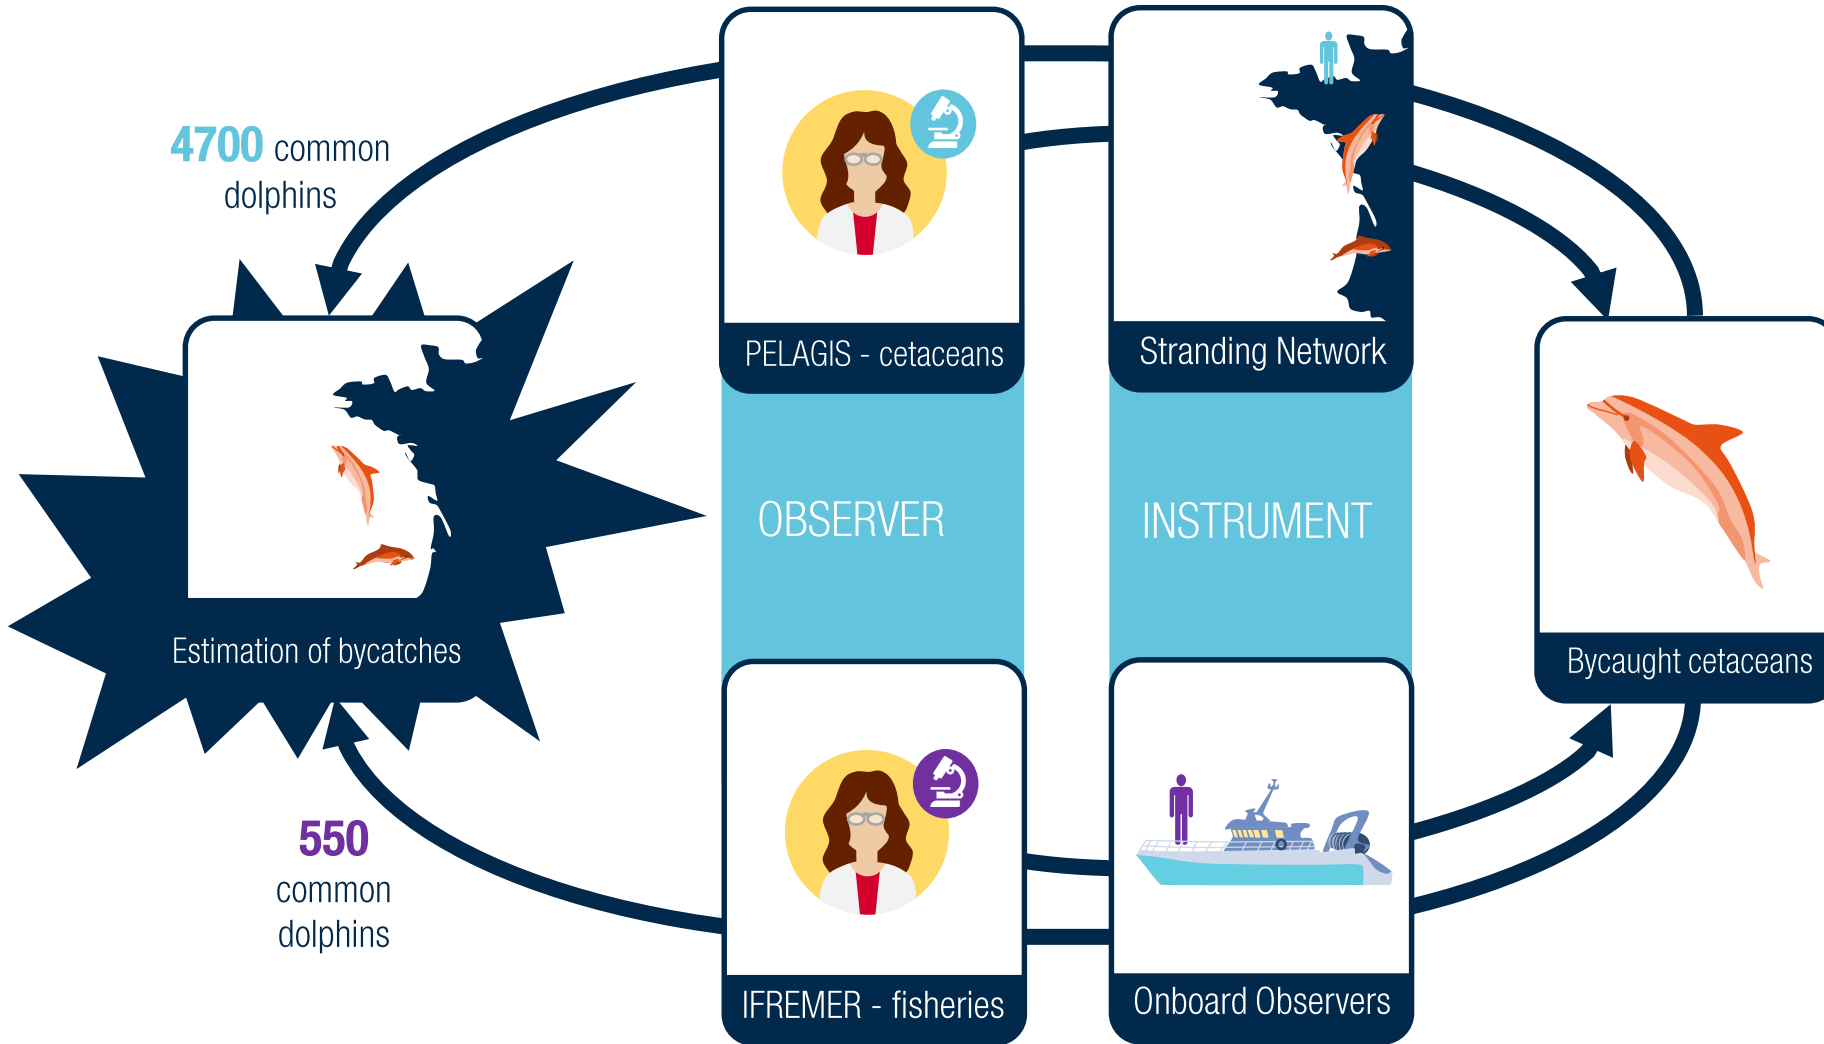 4700 common
dolphins
PELAGIS - cetaceans
Stranding Network
OBSERVER
INSTRUMENT
Estimation of bycatches
Bycaught cetaceans
550
common
dolphins
IFREMER - fisheries
Onboard Observers